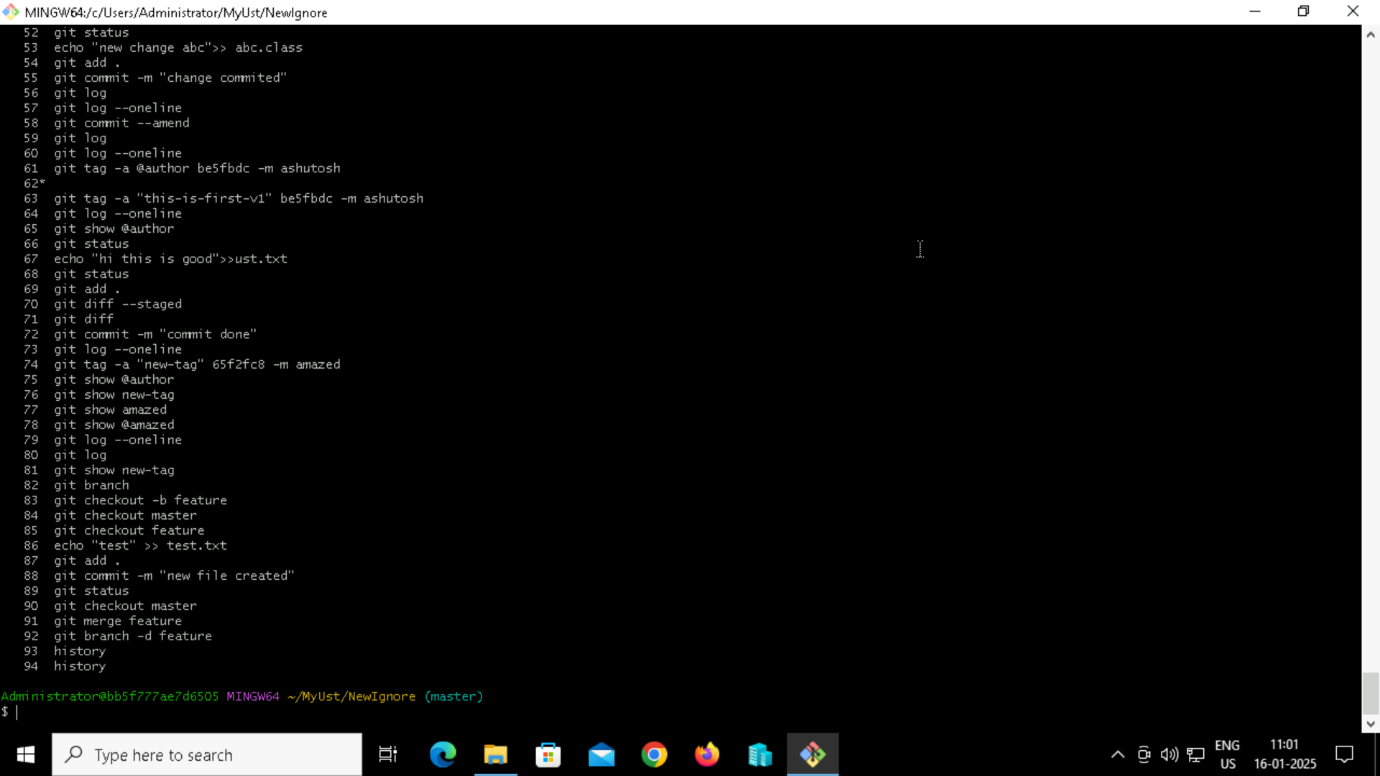 MINGW64:/c/Users/Administrator/MyUst/NewIgnore
52 git status
53 echo "new change abc">> abc.class
54 git add .
55 git commit -m "change commited"
56 git log
57 git log --oneline
58 git commit --amend
59 git log
60 git log --oneline
61 git tag -a @author be5fbdc -m ashutosh
62*
63 git tag -a "this-is-first-v1" be5fbdc -m ashutosh
64 git log --oneline
65 git show @author
66 git status
67 echo "hi this is good">>ust.txt
68 git status
69 git add .
70 git diff --staged
71 git diff
72 git commit -m "commit done"
73 git log --oneline
74 git tag -a "new-tag" 65f2fc8 -m amazed
75 git show @author
76 git show new-tag
77 git show amazed
78 git show @amazed
79 git log --oneline
80 git log
81 git show new-tag
82 git branch
83 git checkout -b feature
84 git checkout master
85 git checkout feature
86 echo "test" >> test.txt
87 git add .
88 git commit -m "new file created"
89 git status
90 git checkout master
91 git merge feature
92 git branch -d feature
93 history
94 history
Administrator@bb5f777ae7d6505 MINGW64 ~/MyUst/NewIgnore (master)
$
Type here to search
ENG
US
11:01
16-01-2025